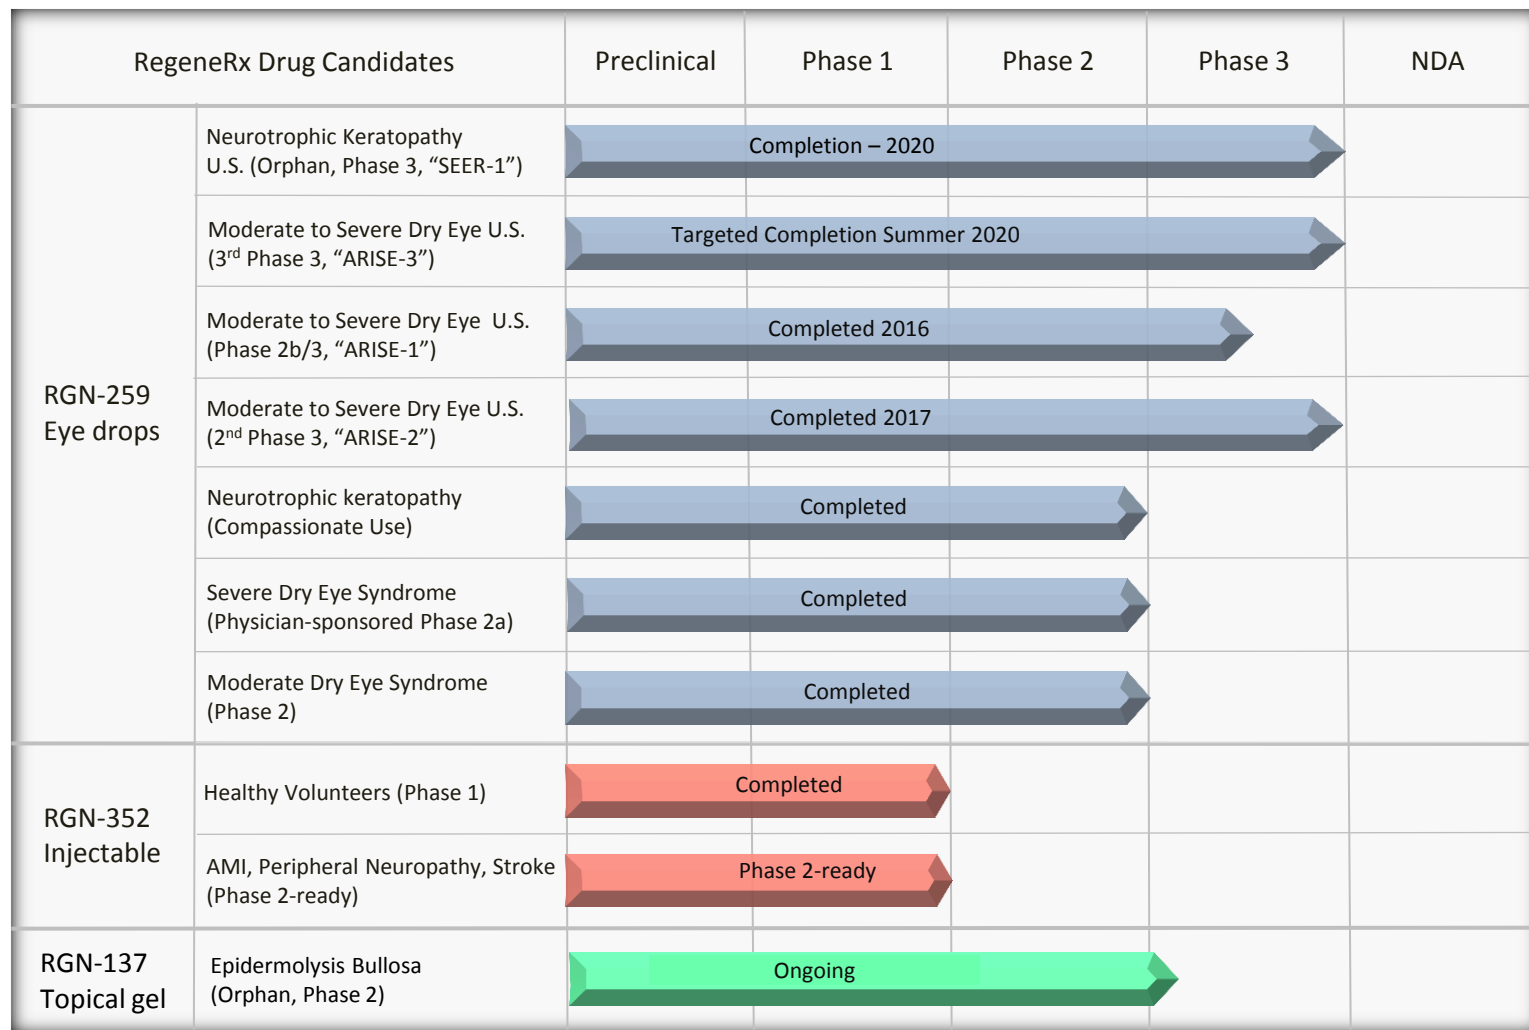 RegeneRx Drug Candidates
Preclinical
Phase 1
Phase 2
Phase 3
NDA
RGN-259
Eye drops
Neurotrophic Keratopathy
U.S. (Orphan, Phase 3, “SEER-1”)
Completion – 2020
Moderate to Severe Dry Eye U.S.
(3rd Phase 3, “ARISE-3”)
Targeted Completion Summer 2020
Moderate to Severe Dry Eye U.S.
(Phase 2b/3, “ARISE-1”)
Completed 2016
Moderate to Severe Dry Eye U.S.
(2nd Phase 3, “ARISE-2”)
Completed 2017
Neurotrophic keratopathy
(Compassionate Use)
Completed
Severe Dry Eye Syndrome
(Physician-sponsored Phase 2a)
Completed
Moderate Dry Eye Syndrome
(Phase 2)
Completed
RGN-352
Injectable
Healthy Volunteers (Phase 1)
Completed
AMI, Peripheral Neuropathy, Stroke
(Phase 2-ready)
Phase 2-ready
RGN-137
Topical gel
Epidermolysis Bullosa
(Orphan, Phase 2)
Ongoing